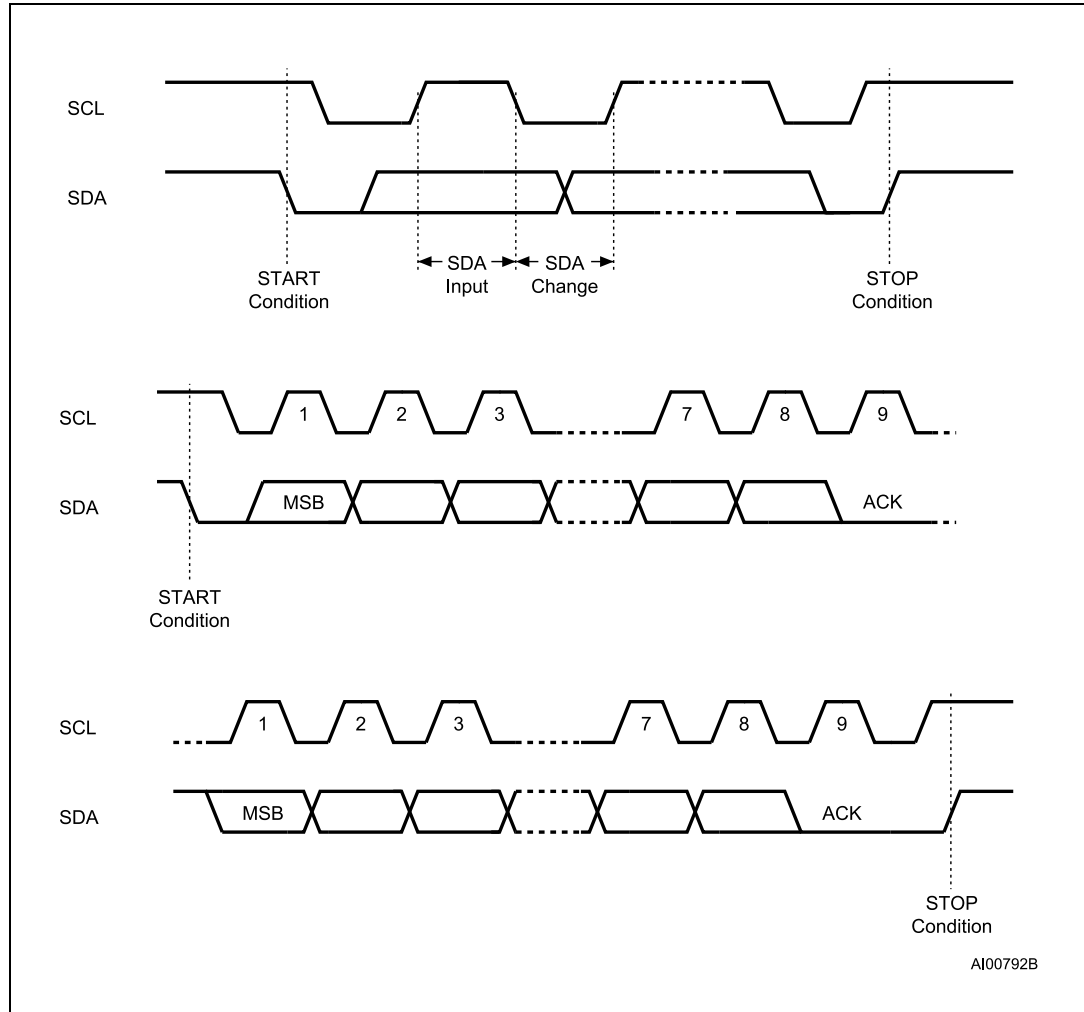 SCL
SDA
SDA
Input
SDA
Change
START
Condition
STOP
Condition
SCL
1
2
3
7
8
9
SDA
MSB
ACK
START
Condition
SCL
1
2
3
7
8
9
SDA
MSB
ACK
STOP
Condition
AI00792B